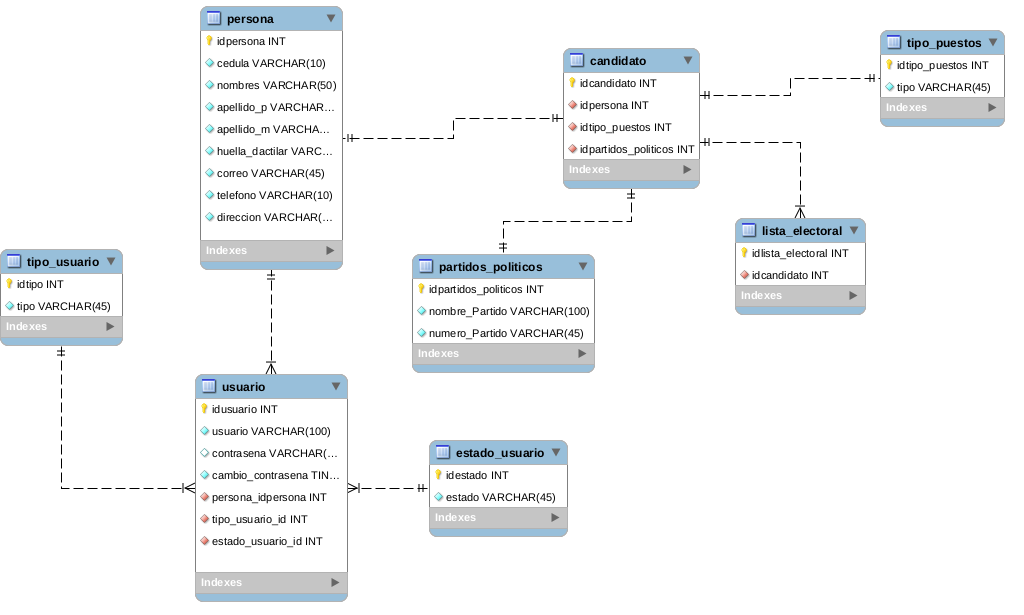 persona
idpersona INT
cedula VARCHAR(10)
nombres VARCHAR(50)
apellido_p VARCHAR...
apellido_m VARCHA...
huella_dactilar VARC...
correo VARCHAR(45)
telefono VARCHAR(10)
direccion VARCHAR(...
Indexes
candidato
idcandidato INT
idpersona INT
idtipo_puestos INT
idpartidos_politicos INT
Indexes
tipo_puestos
idtipo_puestos INT
tipo VARCHAR(45)
Indexes
lista_electoral
idlista_electoral INT
idcandidato INT
Indexes
tipo_usuario
idtipo INT
tipo VARCHAR(45)
Indexes
partidos_politicos
idpartidos_politicos INT
nombre_Partido VARCHAR(100)
numero_Partido VARCHAR(45)
Indexes
usuario
idusuario INT
usuario VARCHAR(100)
contrasena VARCHAR(...
cambio_contrasena TIN...
persona_idpersona INT
tipo_usuario_id INT
estado_usuario_id INT
Indexes
estado_usuario
idestado INT
estado VARCHAR(45)
Indexes